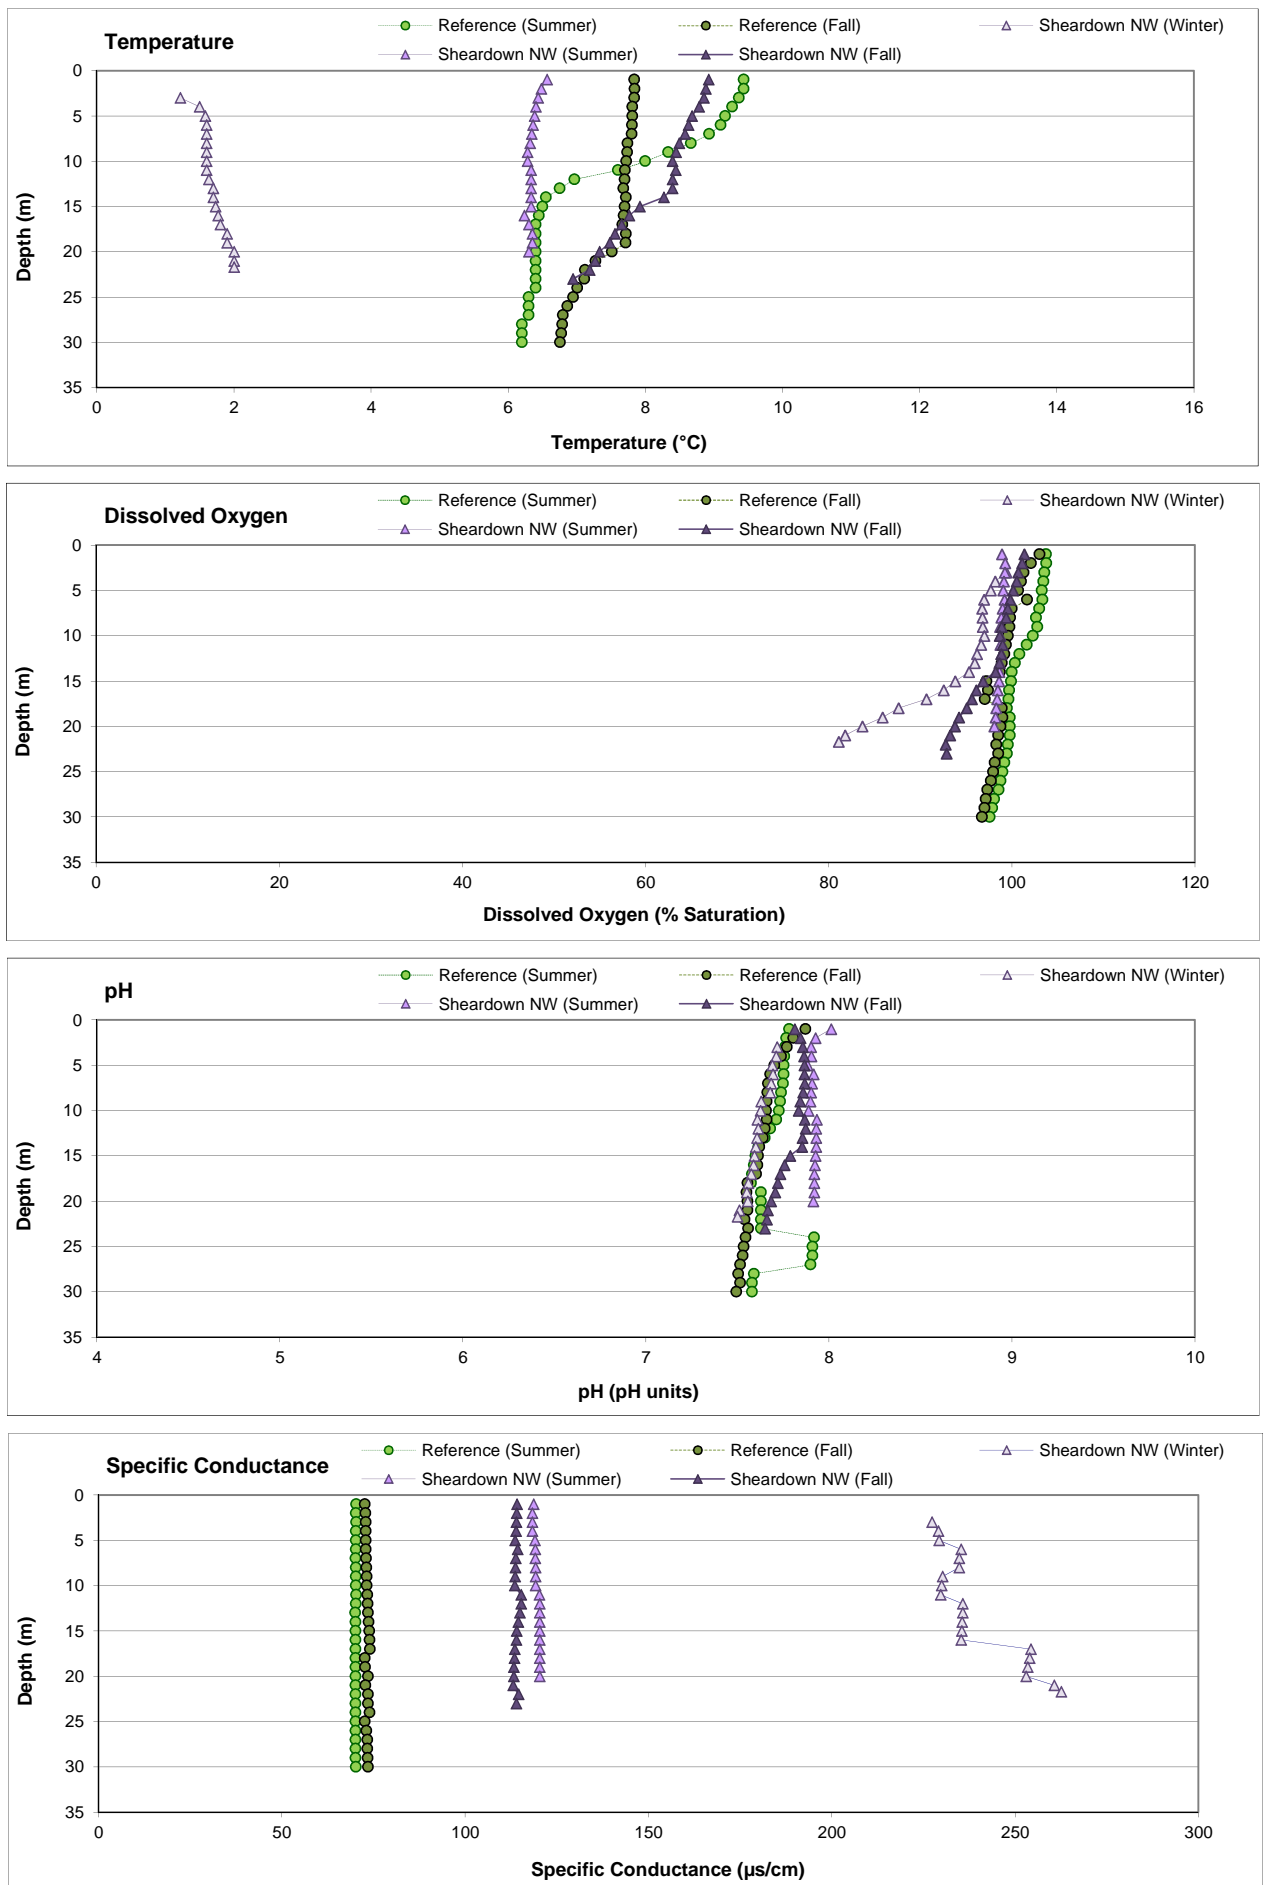 Temperature
Reference (Summer) Reference (Fall) Sheardown NW (Winter)
Sheardown NW (Summer) Sheardown NW (Fall)
0
5
10
15
20
25
30
35
Depth (m)
0 2 4 6 8 10 12 14 16
Temperature (°C)
Dissolved Oxygen
Reference (Summer) Reference (Fall) Sheardown NW (Winter)
Sheardown NW (Summer) Sheardown NW (Fall)
0
5
10
15
20
25
30
35
Depth (m)
0 20 40 60 80 100 120
Dissolved Oxygen (% Saturation)
pH
Reference (Summer) Reference (Fall) Sheardown NW (Winter)
Sheardown NW (Summer) Sheardown NW (Fall)
0
5
10
15
20
25
30
35
Depth (m)
4 5 6 7 8 9 10
pH (pH units)
Specific Conductance
Reference (Summer) Reference (Fall) Sheardown NW (Winter)
Sheardown NW (Summer) Sheardown NW (Fall)
0
5
10
15
20
25
30
35
Depth (m)
0 50 100 150 200 250 300
Specific Conductance (µs/cm)